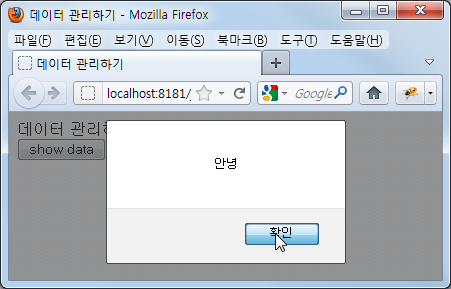 데이터 관리하기 - Mozilla Firefox
파일(F) 편집(E) 보기(V) 이동(S) 북마크(B) 도구(T) 도움말(H)
데이터 관리하기
localhost:8181/ Google
데이터 관리하
show data
안녕
확인